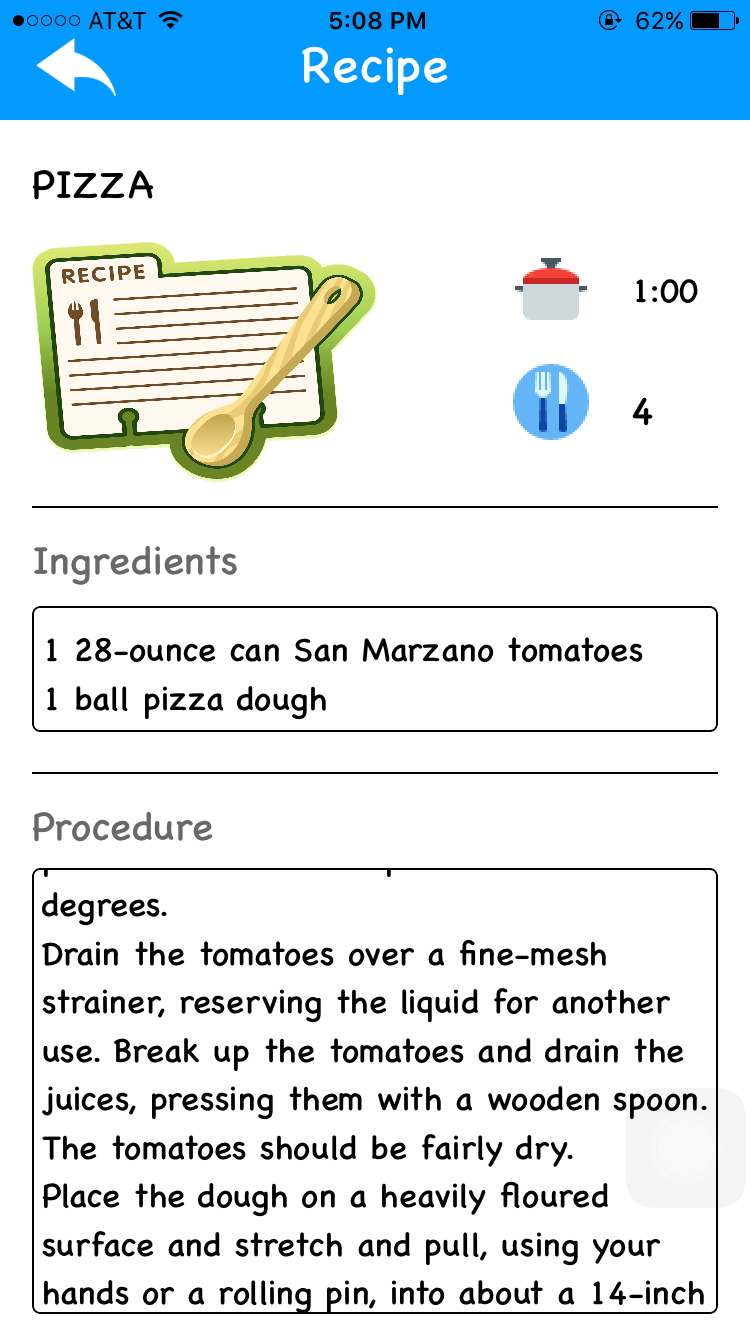 AT&T 5:08 PM 62%
Recipe
PIZZA
RECIPE
1:00
4
Ingredients
1 28-ounce can San Marzano tomatoes
1 ball pizza dough
Procedure
degrees.
Drain the tomatoes over a fine-mesh
strainer, reserving the liquid for another
use. Break up the tomatoes and drain the
juices, pressing them with a wooden spoon.
The tomatoes should be fairly dry.
Place the dough on a heavily floured
surface and stretch and pull, using your
hands or a rolling pin, into about a 14-inch